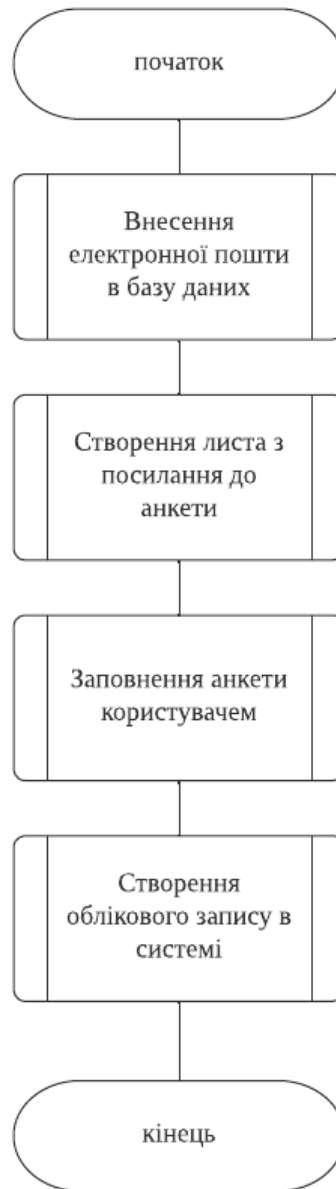 початок
Внесення
електронної пошти
в базу даних
Створення листа з
посилання до
анкети
Заповнення анкети
користувачем
Створення
облікового запису в
системі
кінець